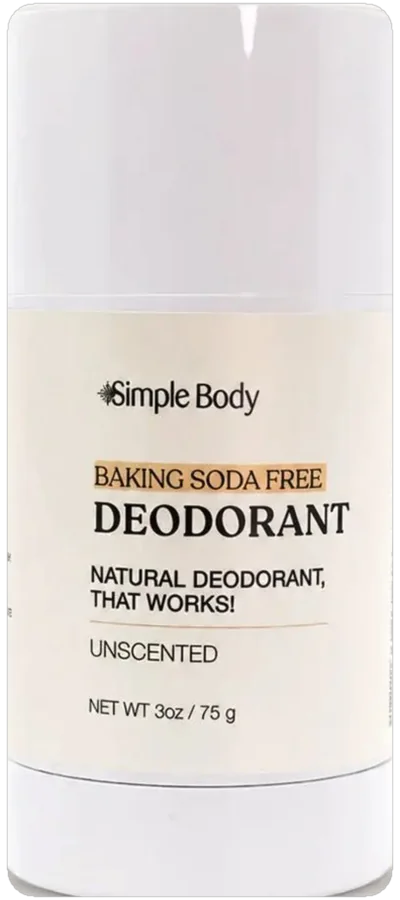 Simple Body
BAKING SODA FREE
DEODORANT
NATURAL DEODORANT,
THAT WORKS!
UNSCENTED
NET WT 3oz / 75 g